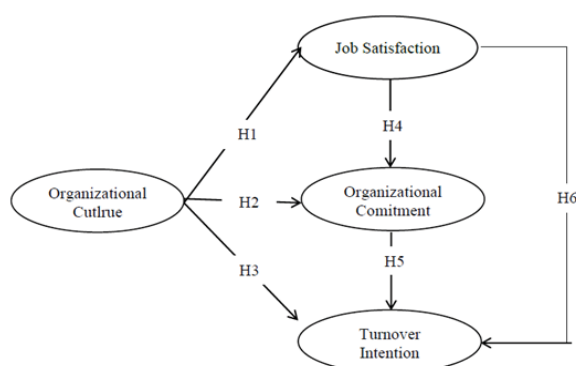 Job Satisfaction
H1
H4
Organizational
Cutlrue
H2
Organizational
Comitment
H6
H3
H5
Turnover
Intention